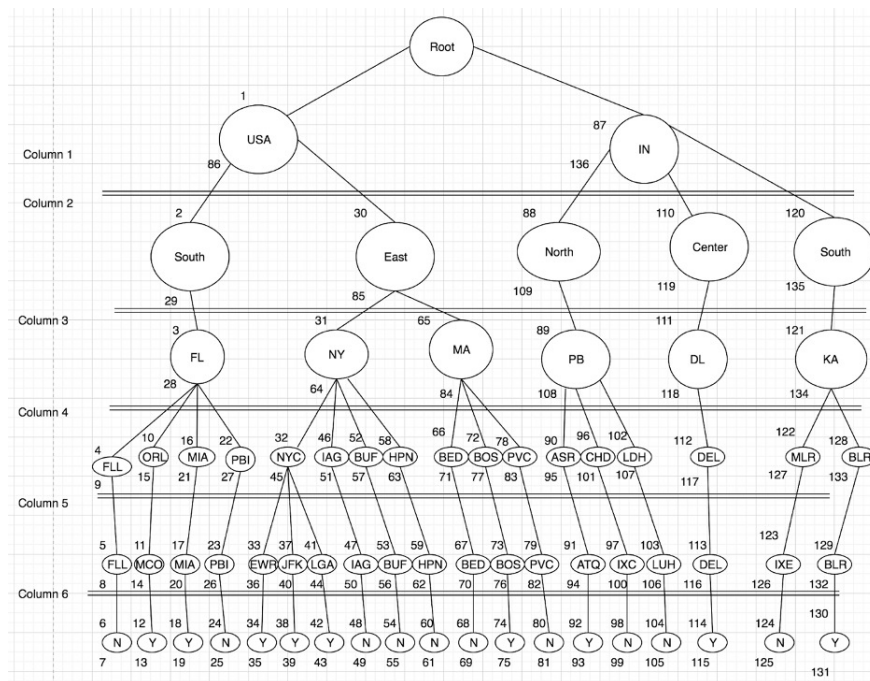 Root
1
USA
87
IN
Column 1
86
136
Column 2
2
30
88
110
120
South
East
North
Center
South
29
85
109
119
135
Column 3
3
31
65
89
111
121
FL
NY
MA
PB
DL
KA
28
64
84
108
118
134
Column 4
4
10
16
22
32
46
52
58
66
72
78
90
96
102
112
122
128
FLL
ORL
MIA
PBI
NYC
IAG
BUF
HPN
BED
BOS
PVC
ASR
CHD
LDH
DEL
MLR
BLR
9
15
21
27
45
51
57
63
71
77
83
95
101
107
117
127
133
Column 5
5
11
17
23
33
37
41
47
53
59
67
73
79
91
97
103
113
123
129
FLL
MCO
MIA
PBI
EWR
JFK
LGA
IAG
BUF
HPN
BED
BOS
PVC
ATQ
IXC
LUH
DEL
IXE
BLR
8
14
20
26
36
40
44
50
56
62
70
76
82
94
100
106
116
126
132
Column 6
6
12
18
24
34
38
42
48
54
60
68
74
80
92
98
104
114
124
130
N
Y
Y
N
Y
Y
Y
N
N
N
N
Y
N
Y
N
N
Y
N
Y
7
13
19
25
35
39
43
49
55
61
69
75
81
93
99
105
115
125
131